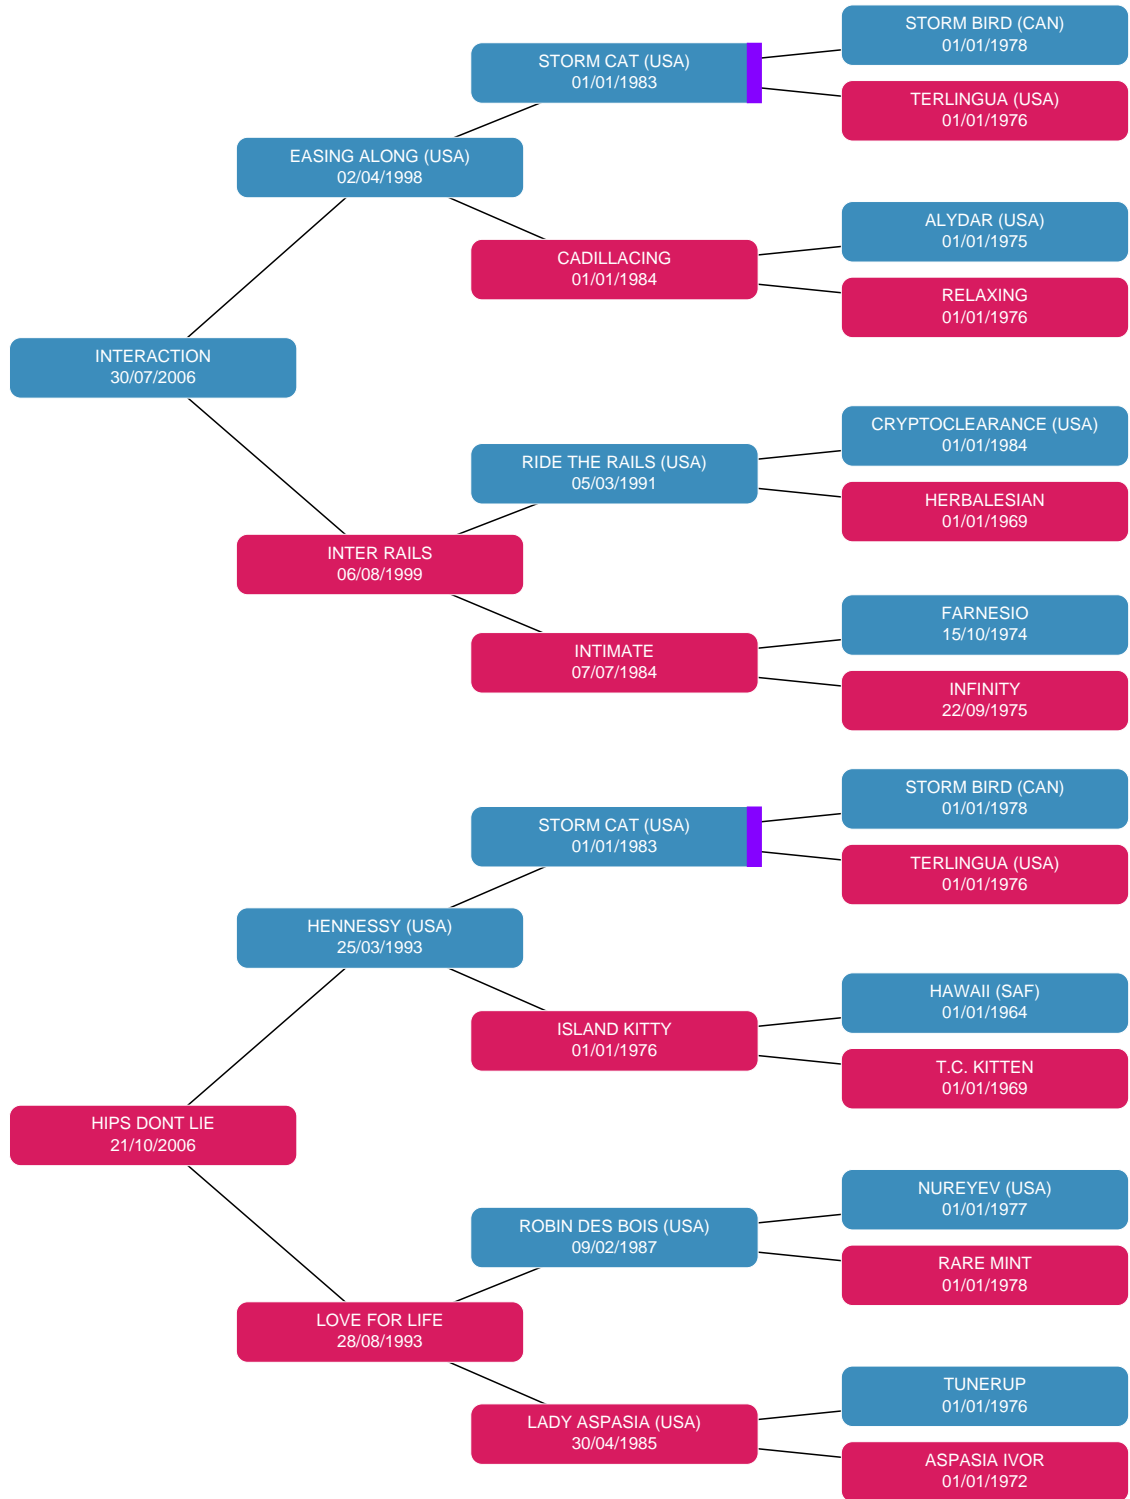 STORM BIRD (CAN)
01/01/1978
STORM CAT (USA)
01/01/1983
TERLINGUA (USA)
01/01/1976
EASING ALONG (USA)
02/04/1998
ALYDAR (USA)
01/01/1975
CADILLACING
01/01/1984
RELAXING
01/01/1976
INTERACTION
30/07/2006
CRYPTOCLEARANCE (USA)
01/01/1984
RIDE THE RAILS (USA)
05/03/1991
HERBALESIAN
01/01/1969
INTER RAILS
06/08/1999
FARNESIO
15/10/1974
INTIMATE
07/07/1984
INFINITY
22/09/1975
STORM BIRD (CAN)
01/01/1978
STORM CAT (USA)
01/01/1983
TERLINGUA (USA)
01/01/1976
HENNESSY (USA)
25/03/1993
HAWAII (SAF)
01/01/1964
ISLAND KITTY
01/01/1976
T.C. KITTEN
01/01/1969
HIPS DONT LIE
21/10/2006
NUREYEV (USA)
01/01/1977
ROBIN DES BOIS (USA)
09/02/1987
RARE MINT
01/01/1978
LOVE FOR LIFE
28/08/1993
TUNERUP
01/01/1976
LADY ASPASIA (USA)
30/04/1985
ASPASIA IVOR
01/01/1972